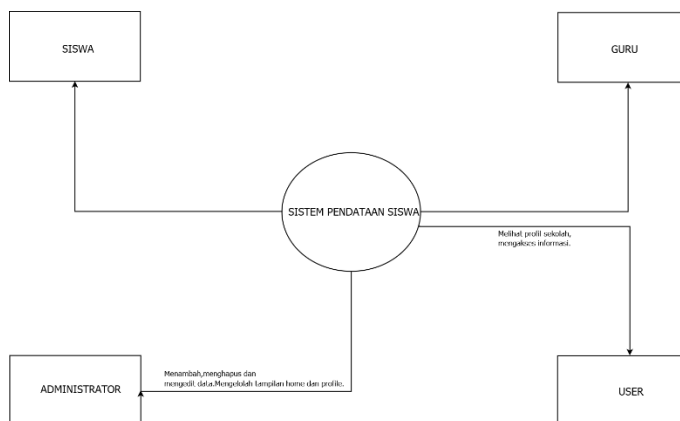 SISWA
GURU
SISTEM PENDATAAN SISWA
Melihat profil sekolah,
mengakses informasi.
Menambah,menghapus dan
mengedit data.Mengelolah tampilan home dan profile.
ADMINISTRATOR
USER